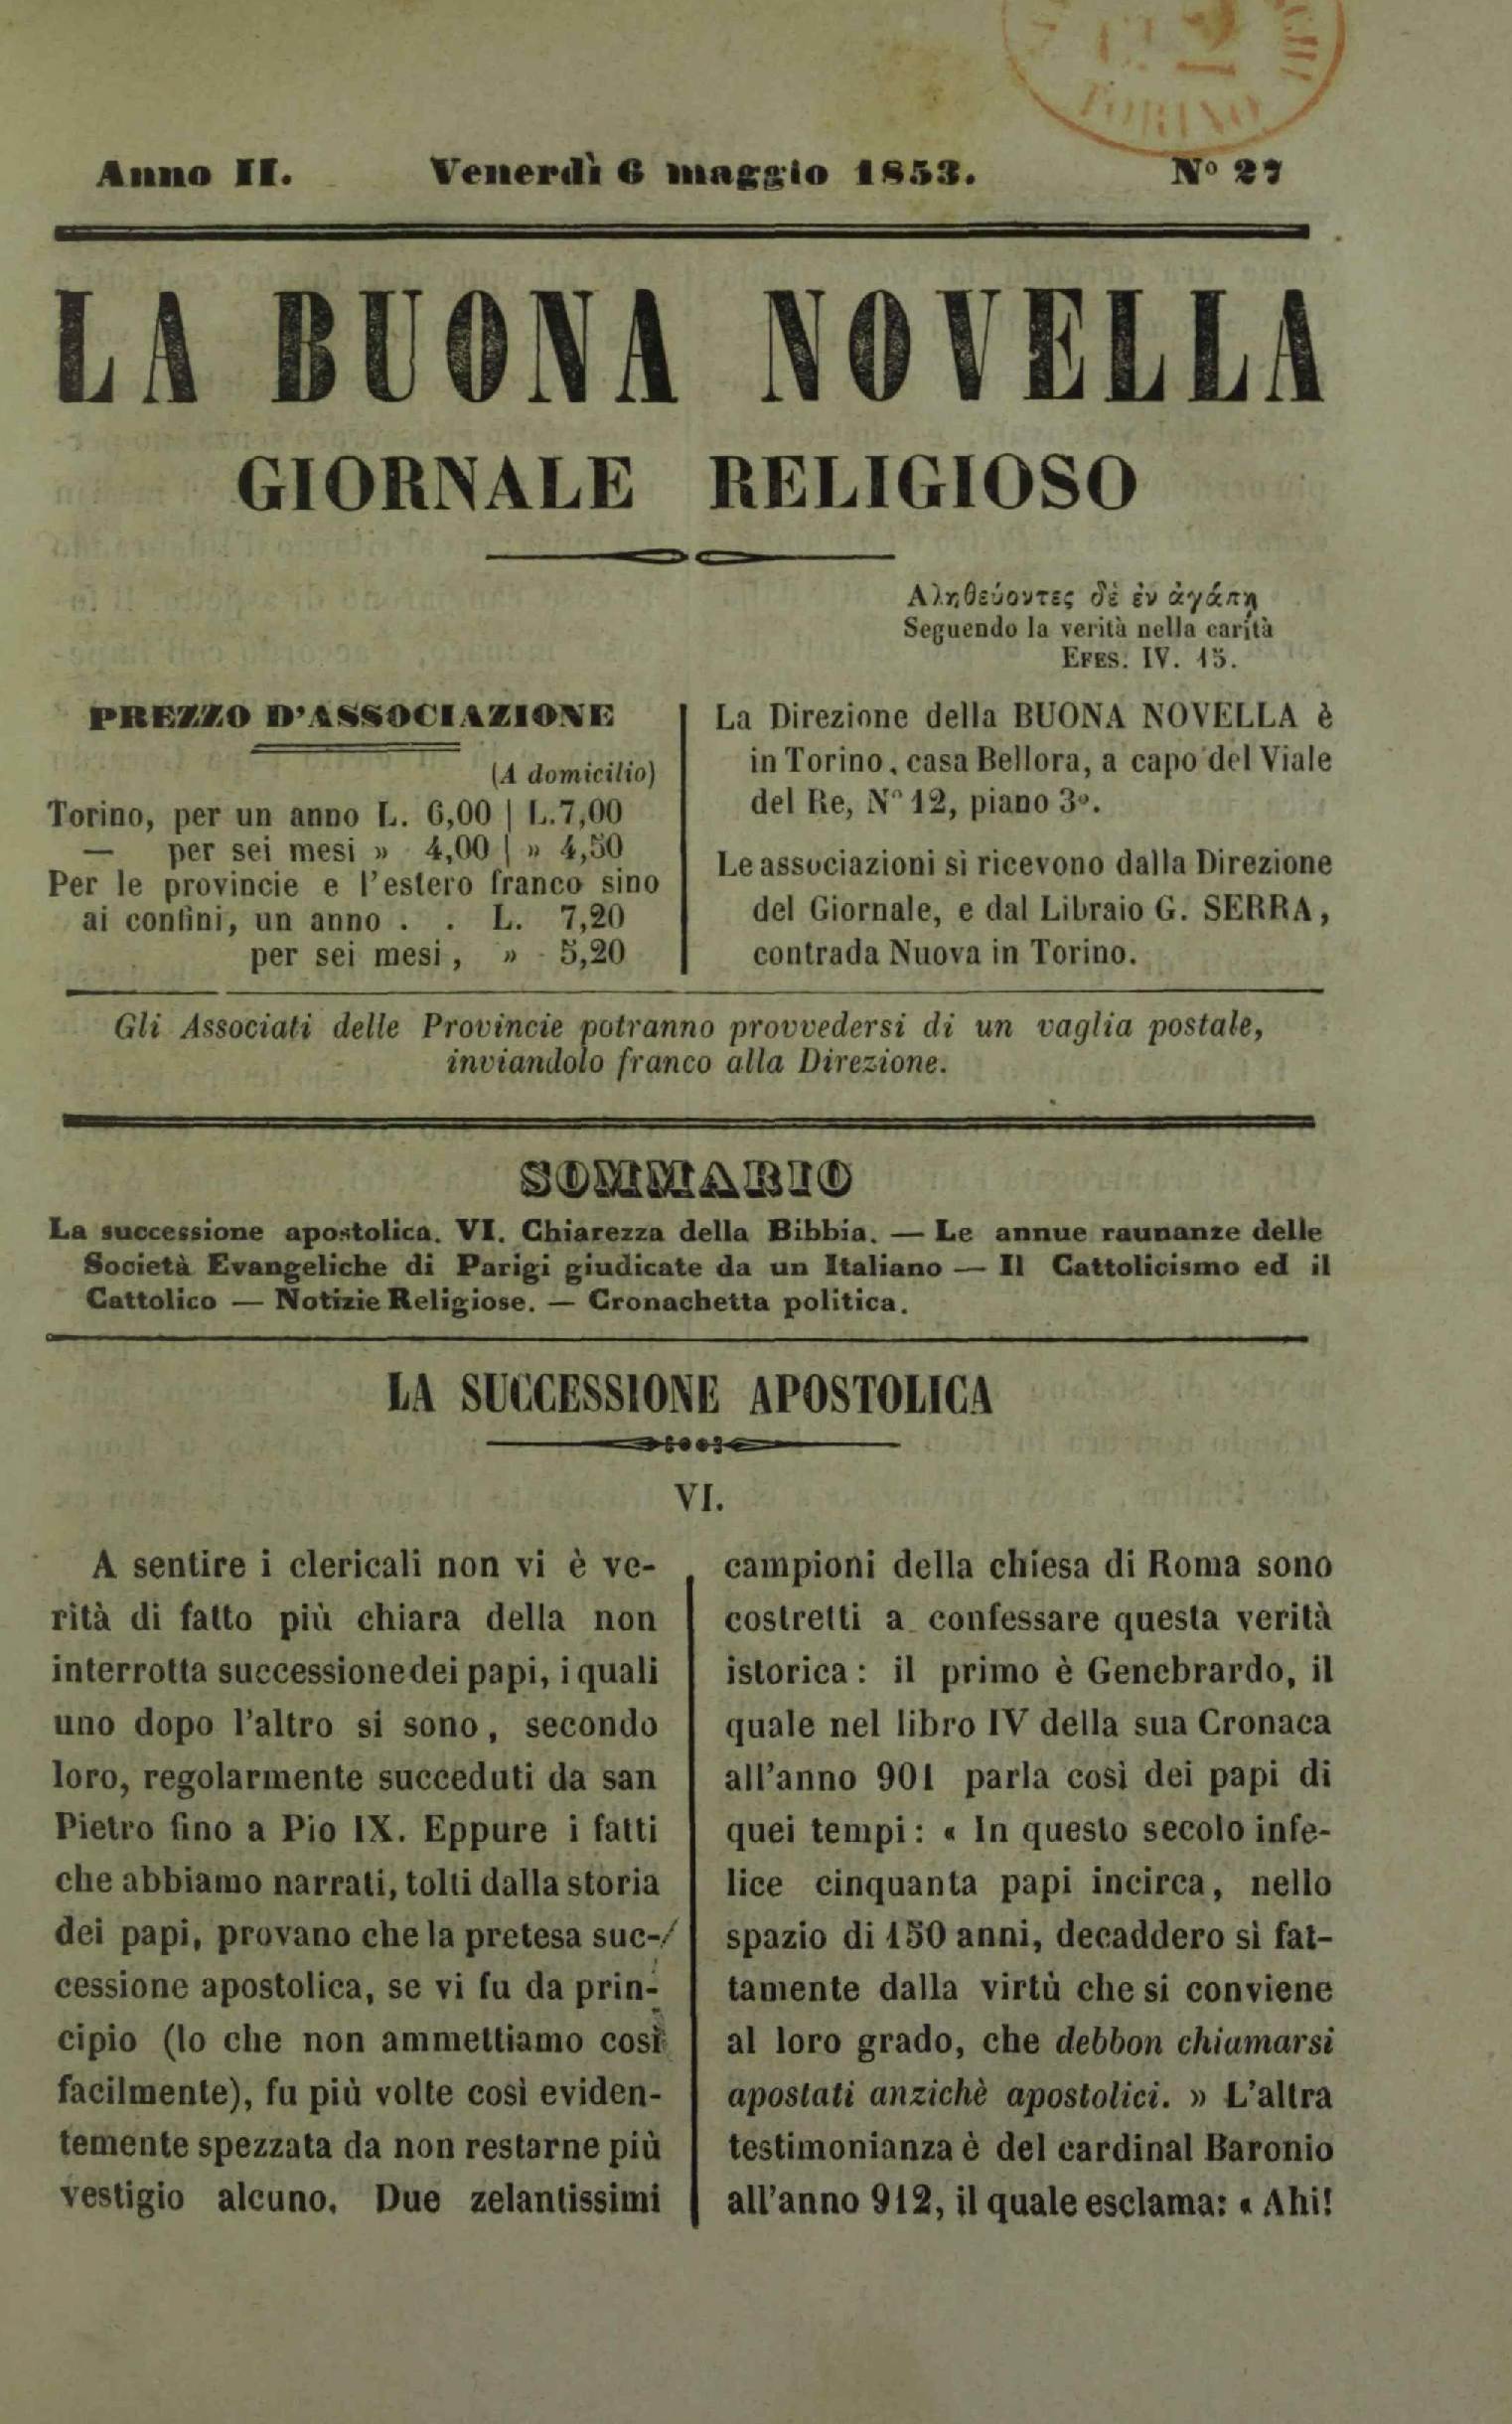 TORINO
Anno II. Venerdì 6 maggio 1853. Nº 27
LA BUONA NOVELLA
GIORNALE RELIGIOSO
Αληθεύοντες δὲ ἐν ἀγάπῃ
Seguendo la verità nella carità
EFES. IV. 15.
PREZZO D'ASSOCIAZIONE
(A domicilio)
Torino, per un anno L. 6,00 | L.7,00
— per sei mesi » 4,00 | » 4,50
Per le provincie e l'estero franco sino
ai confini, un anno . . L. 7,20
per sei mesi, » 5,20
La Direzione della BUONA NOVELLA è
in Torino, casa Bellora, a capo del Viale
del Re, Nº 12, piano 3º.
Le associazioni si ricevono dalla Direzione
del Giornale, e dal Libraio G. SERRA,
contrada Nuova in Torino.
Gli Associati delle Provincie potranno provvedersi di un vaglia postale,
inviandolo franco alla Direzione.
SOMMARIO
La successione apostolica. VI. Chiarezza della Bibbia. — Le annue raunanze delle
Società Evangeliche di Parigi giudicate da un Italiano — Il Cattolicismo ed il
Cattolico — Notizie Religiose. — Cronachetta politica.
LA SUCCESSIONE APOSTOLICA
VI.
A sentire i clericali non vi è ve-
rità di fatto più chiara della non
interrotta successione dei papi, i quali
uno dopo l'altro si sono, secondo
loro, regolarmente succeduti da san
Pietro fino a Pio IX. Eppure i fatti
che abbiamo narrati, tolti dalla storia
dei papi, provano che la pretesa suc-
cessione apostolica, se vi fu da prin-
cipio (lo che non ammettiamo così
facilmente), fu più volte così eviden-
temente spezzata da non restarne più
vestigio alcuno. Due zelantissimi
campioni della chiesa di Roma sono
costretti a confessare questa verità
istorica: il primo è Genebrardo, il
quale nel libro IV della sua Cronaca
all'anno 901 parla così dei papi di
quei tempi: « In questo secolo infe-
lice cinquanta papi incirca, nello
spazio di 150 anni, decaddero sì fat-
tamente dalla virtù che si conviene
al loro grado, che debbon chiamarsi
apostati anzichè apostolici. » L'altra
testimonianza è del cardinal Baronio
all'anno 912, il quale esclama: « Ahi!